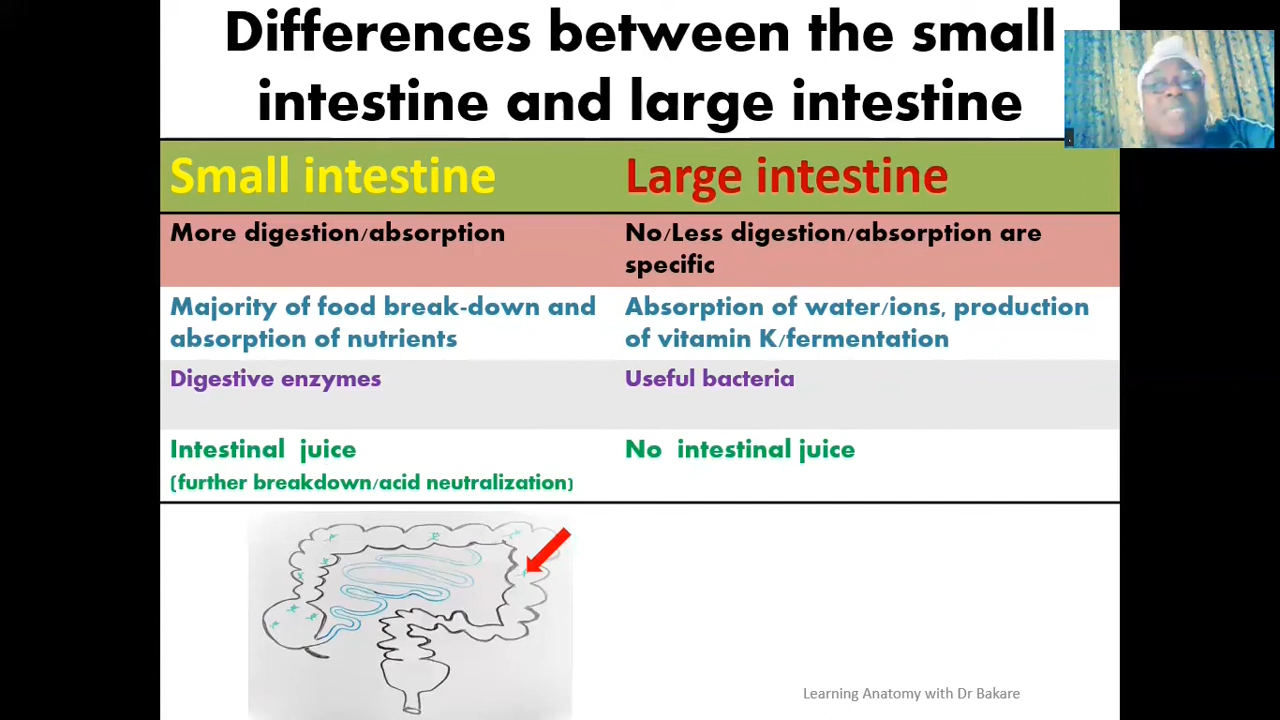 Differences between the small
intestine and large intestine
Small intestine
Large intestine
More digestion/absorption
No/Less digestion/absorption are
specific
Majority of food break-down and
absorption of nutrients
Absorption of water/ions, production
of vitamin K/fermentation
Digestive enzymes
Useful bacteria
Intestinal juice
(further breakdown/acid neutralization)
No intestinal juice
Learning Anatomy with Dr Bakare